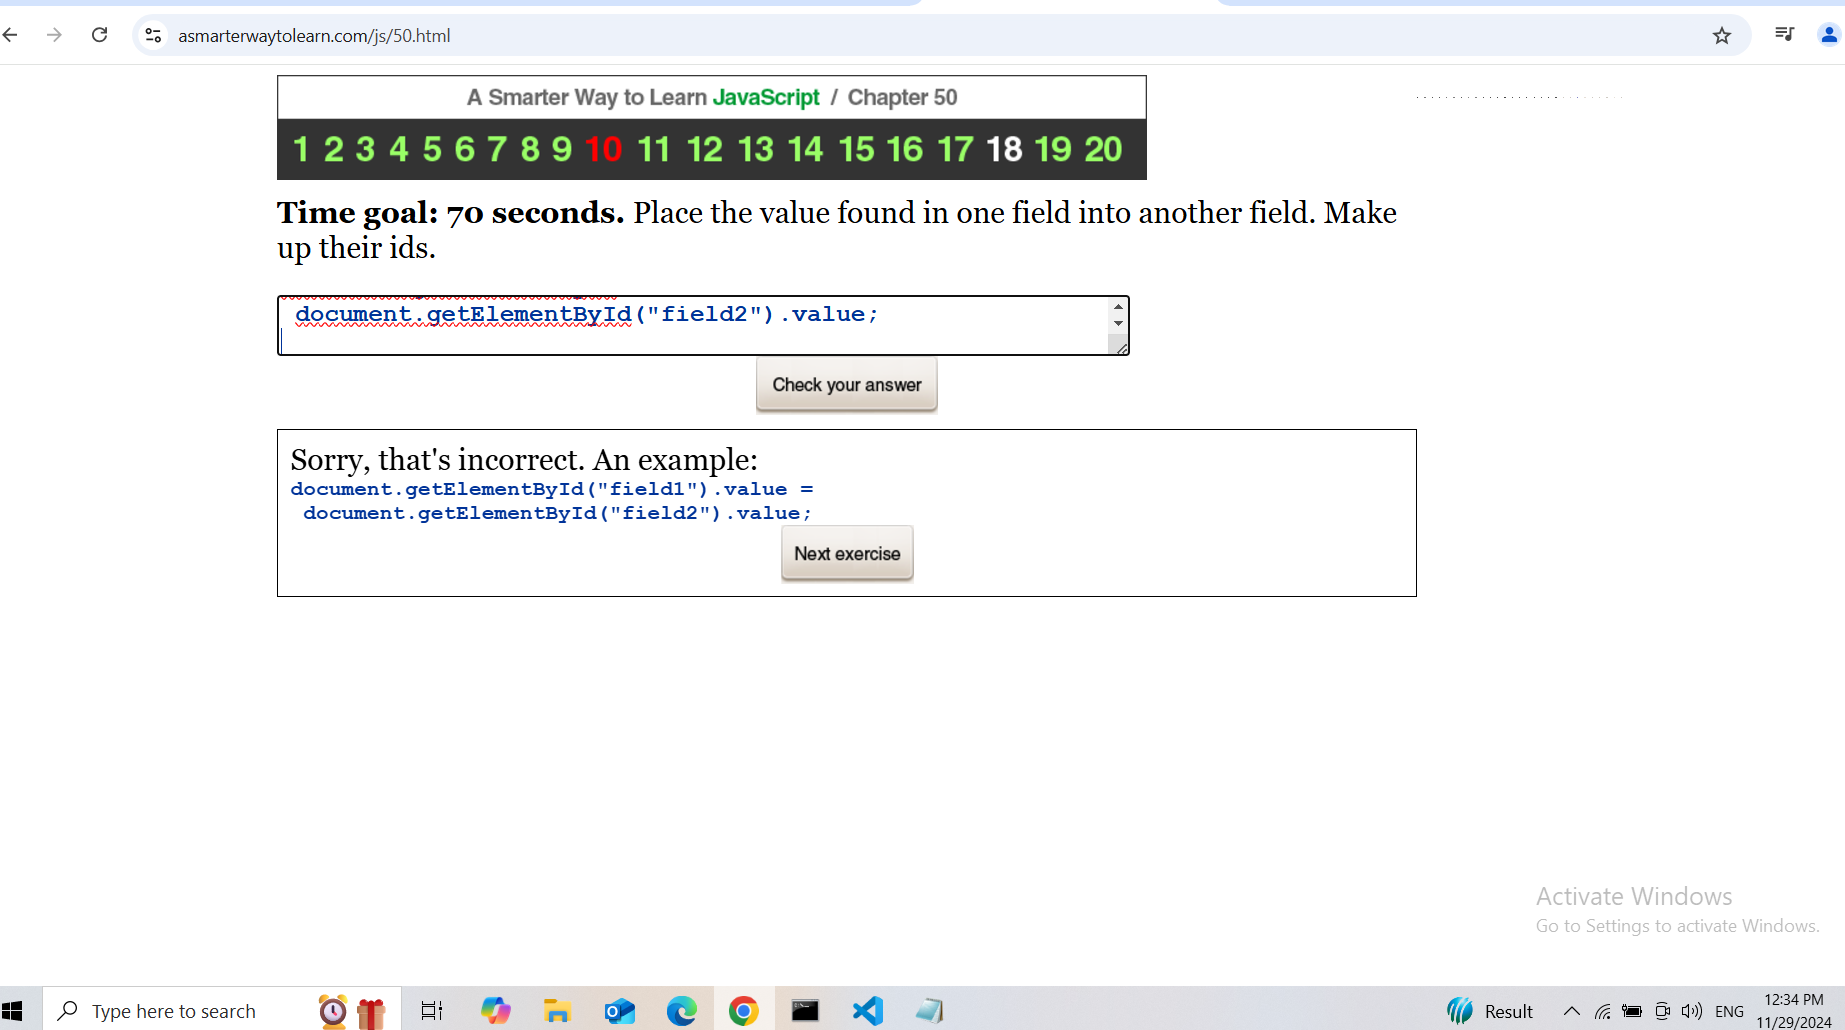 asmarterwaytolearn.com/js/50.html
A Smarter Way to Learn JavaScript / Chapter 50
1 2 3 4 5 6 7 8 9 10 11 12 13 14 15 16 17 18 19 20
Time goal: 70 seconds. Place the value found in one field into another field. Make
up their ids.
document.getElementById("field2").value;
Check your answer
Sorry, that's incorrect. An example:
document.getElementById("field1").value =
document.getElementById("field2").value;
Next exercise
Activate Windows
Go to Settings to activate Windows.
Type here to search
Result
ENG
12:34 PM
11/29/2024